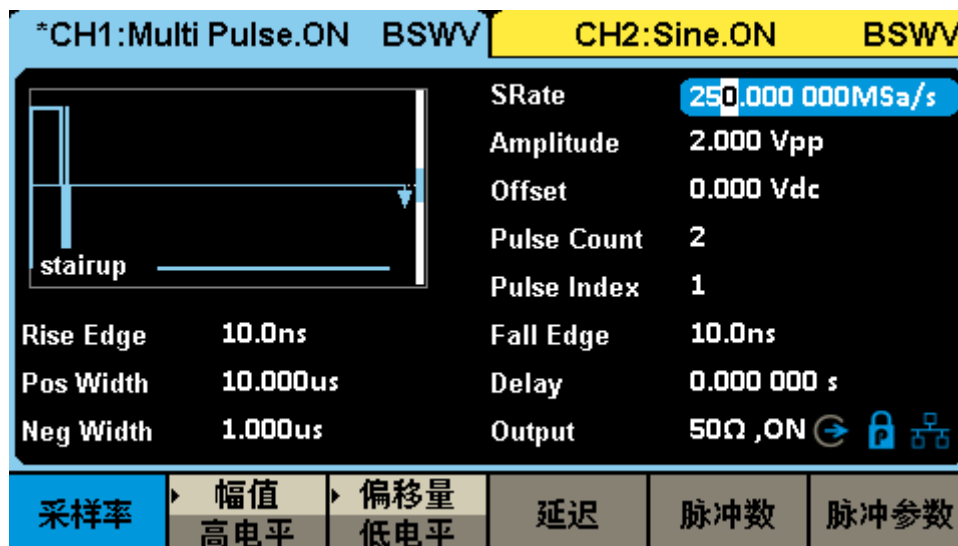 *CH1:Multi Pulse.ON BSWV
CH2:Sine.ON BSWV
stairup
SRate 250.000 000MSa/s
Amplitude 2.000 Vpp
Offset 0.000 Vdc
Pulse Count 2
Pulse Index 1
Rise Edge 10.0ns
Fall Edge 10.0ns
Pos Width 10.000us
Delay 0.000 000 s
Neg Width 1.000us
Output 50Ω ,ON
采样率
幅值
高电平
偏移量
低电平
延迟
脉冲数
脉冲参数